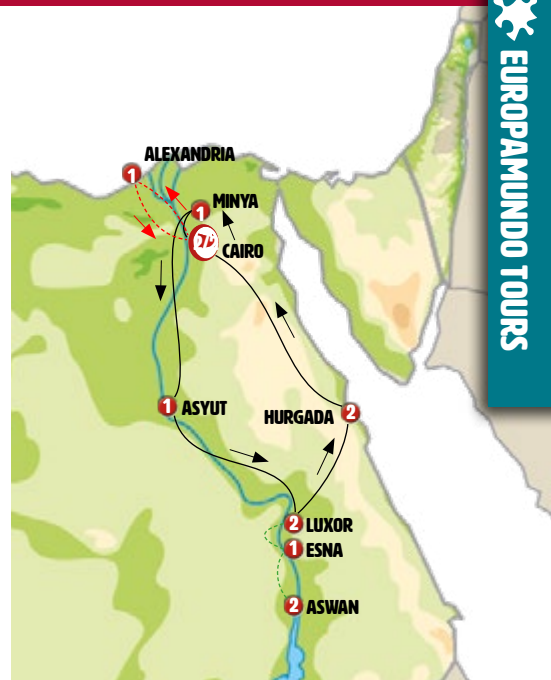 EUROPAMUNDO TOURS
ALEXANDRIA
1
1 MINYA
CAIRO
1 ASYUT
HURGADA 2
2 LUXOR
1 ESNA
2 ASWAN